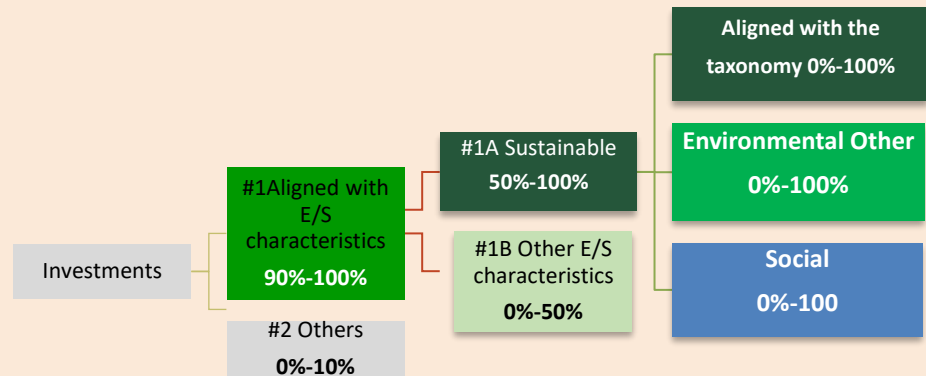 Investments
#1Aligned with
E/S
characteristics
90%-100%
#2 Others
0%-10%
#1A Sustainable
50%-100%
#1B Other E/S
characteristics
0%-50%
Aligned with the
taxonomy 0%-100%
Environmental Other
0%-100%
Social
0%-100